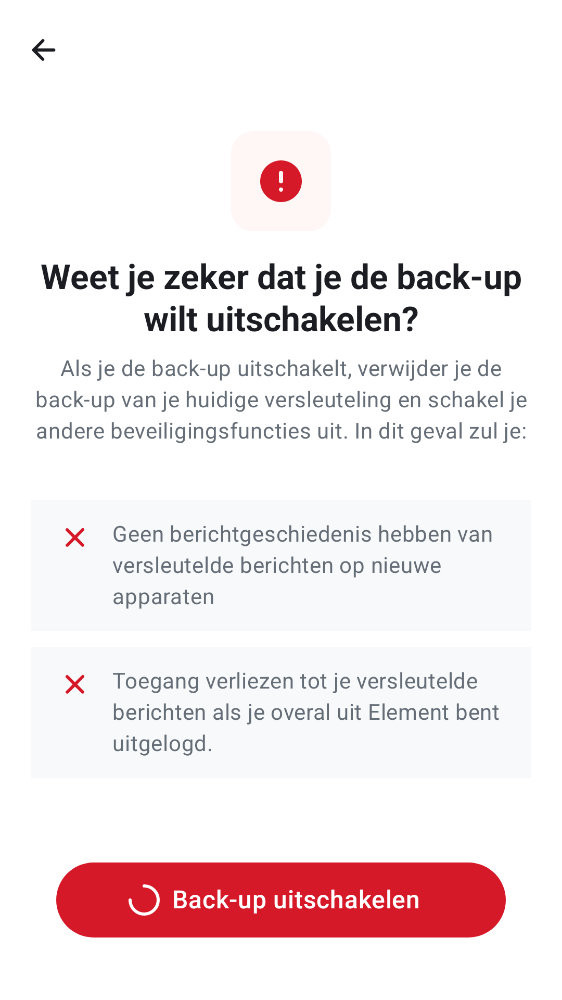 Weet je zeker dat je de back-up
wilt uitschakelen?
Als je de back-up uitschakelt, verwijder je de
back-up van je huidige versleuteling en schakel je
andere beveiligingsfuncties uit. In dit geval zul je:
Geen berichtgeschiedenis hebben van
versleutelde berichten op nieuwe
apparaten
Toegang verliezen tot je versleutelde
berichten als je overal uit Element bent
uitgelogd.
Back-up uitschakelen